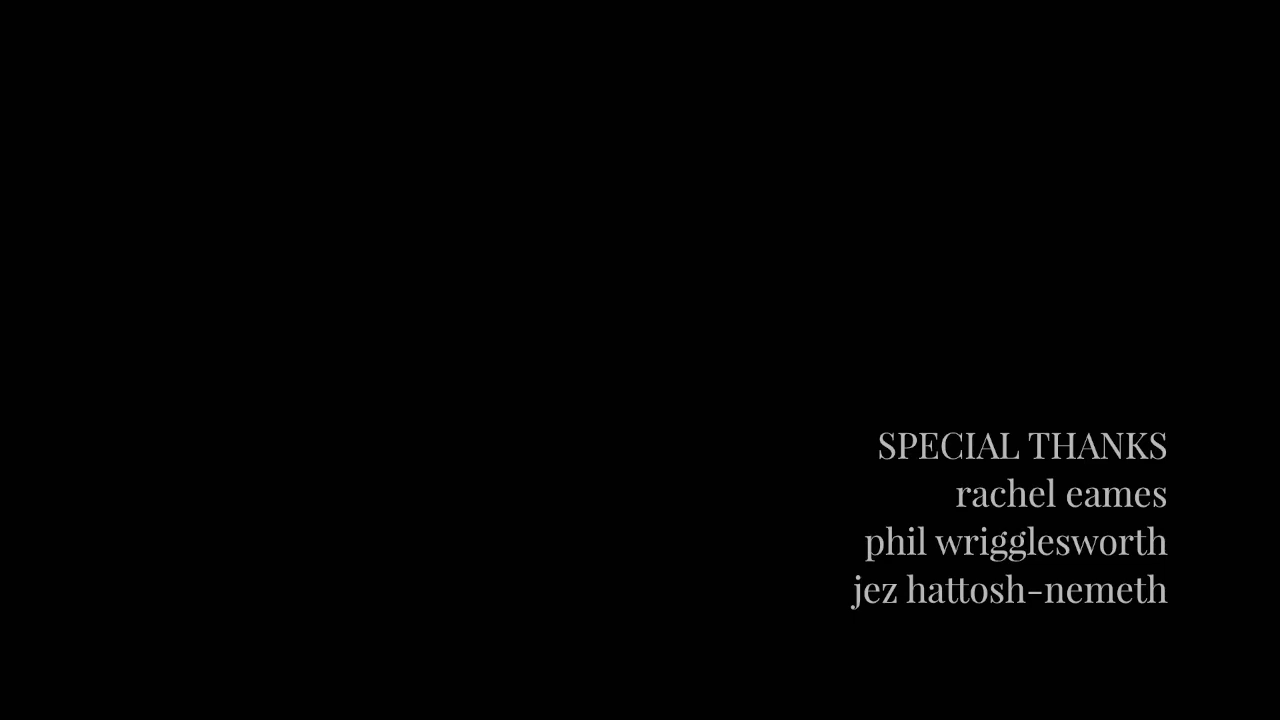 SPECIAL THANKS
rachel eames
phil wrigglesworth
jez hattosh-nemeth